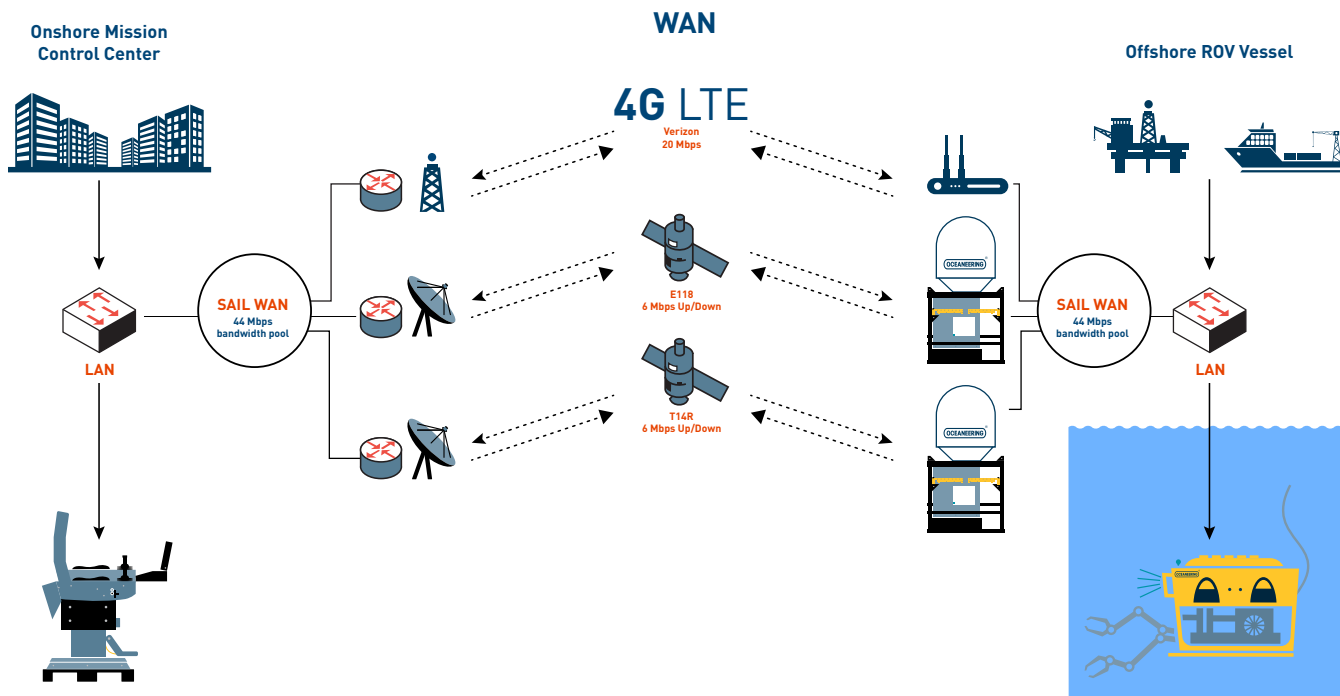 WAN
Onshore Mission
Control Center
Offshore ROV Vessel
4G LTE
Verizon
20 Mbps
OCEANEERING
SAIL WAN
44 Mbps
bandwidth pool
E118
6 Mbps Up/Down
SAIL WAN
44 Mbps
bandwidth pool
LAN
LAN
T14R
6 Mbps Up/Down
OCEANEERING
OCEANEERING